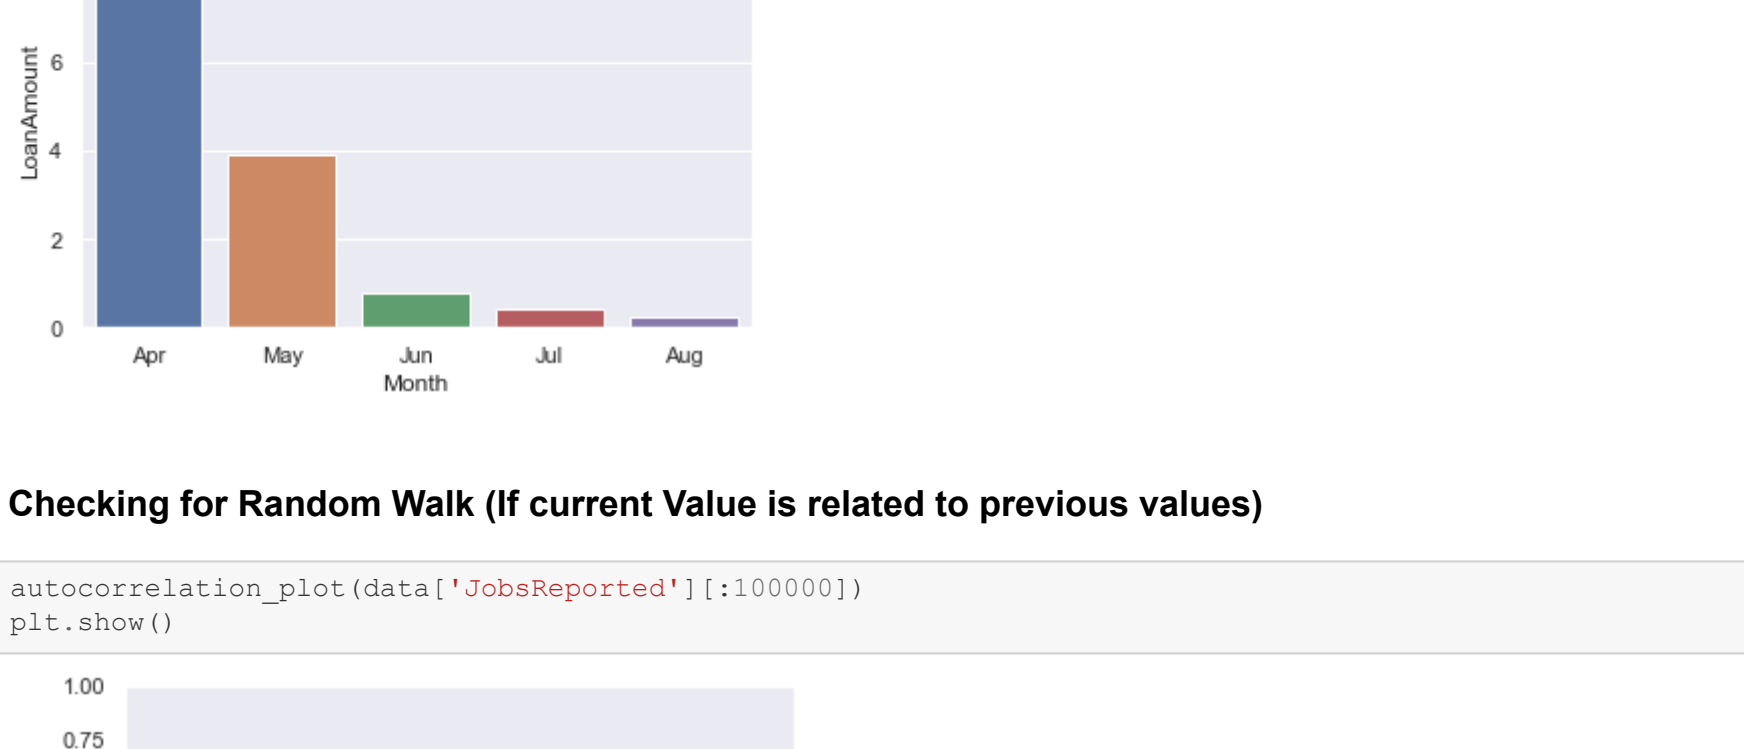 LoanAmount
6
4
2
0
Apr May Jun Jul Aug
Month
Checking for Random Walk (If current Value is related to previous values)
autocorrelation_plot(data['JobsReported'][:100000])
plt.show()
1.00
0.75